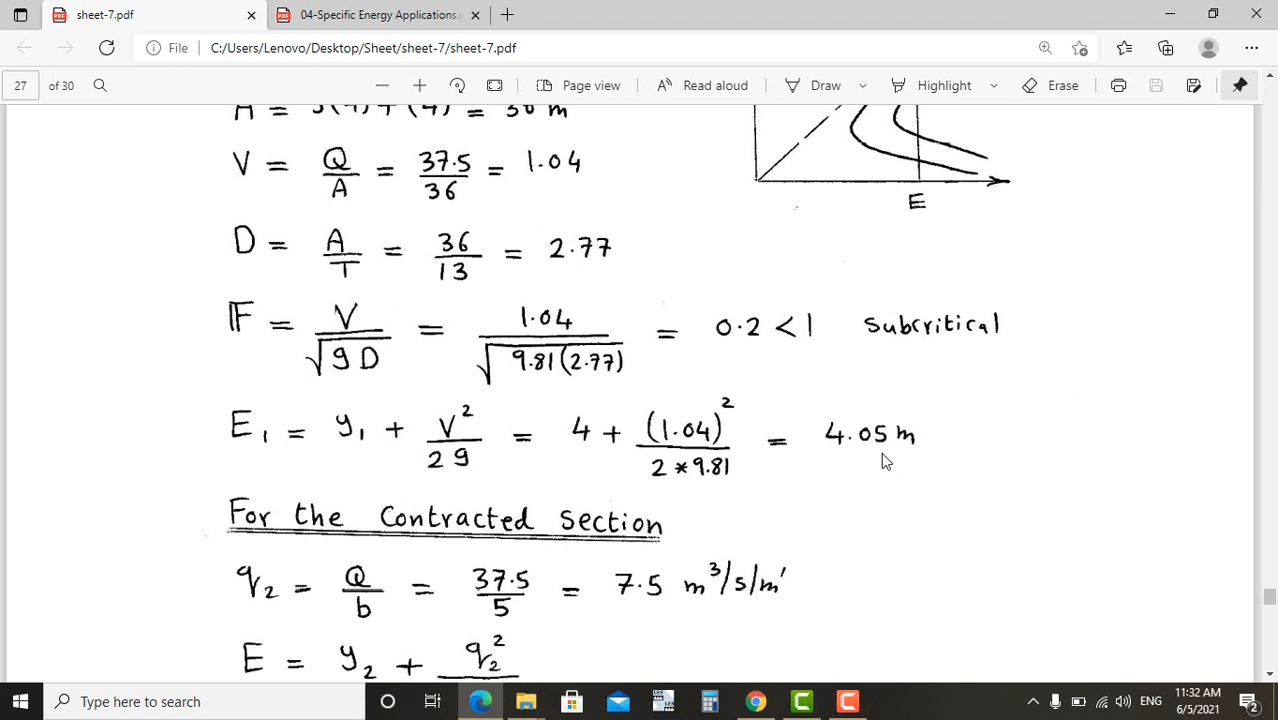 sheet-7.pdf
04-Specific Energy Applications.p
File C:/Users/Lenovo/Desktop/Sheet/sheet-7/sheet-7.pdf
27 of 30 Page view Read aloud Draw Highlight Erase
V = Q/A = 37.5/36 = 1.04
E
D = A/T = 36/13 = 2.77
F = V/√gD = 1.04/√9.81(2.77) = 0.2 < 1 Subcritical
E₁ = y₁ + V²/2g = 4 + (1.04)²/2*9.81 = 4.05 m
For the Contracted Section
q₂ = Q/b = 37.5/5 = 7.5 m³/s/m'
E = y₂ + q₂²
Type here to search
ENG
11:32 AM
6/5/2021
2